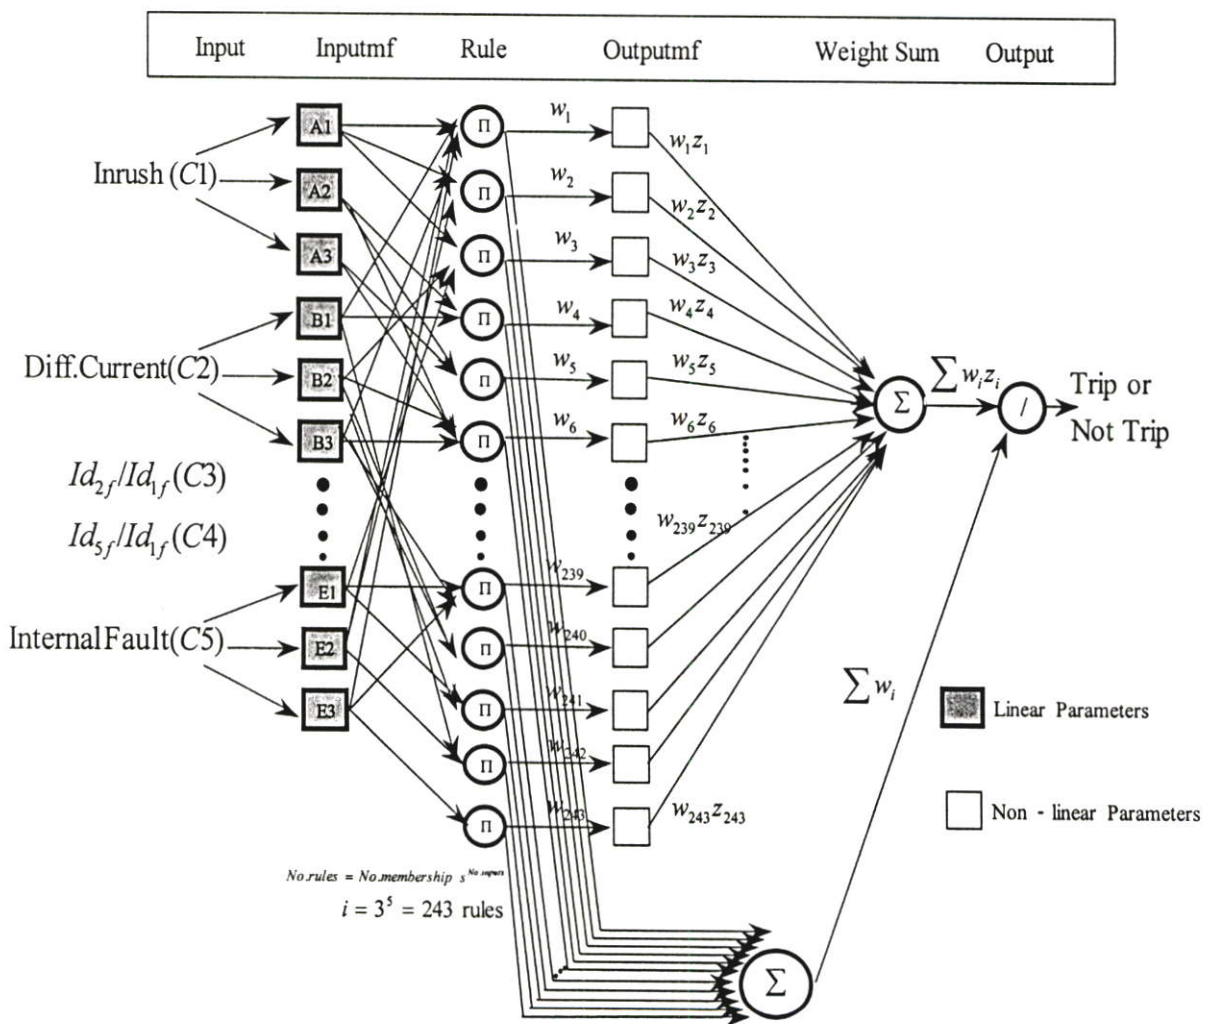 Input Inputmf Rule Outputmf Weight Sum Output
A1 Π w₁ w₁z₁
Inrush (C1) A2 Π w₂ w₂z₂
A3 Π w₃ w₃z₃
B1 Π w₄ w₄z₄
Diff.Current(C2) B2 Π w₅ w₅z₅ Σ ∑wᵢzᵢ / Trip or
B3 Π w₆ w₆z₆ Not Trip
Id₂f/Id₁f(C3)
Id₅f/Id₁f(C4) w₂₃₉z₂₃₉
E1 Π w₂₃₉
Internal Fault(C5) E2 Π w₂₄₀
E3 Π w₂₄₁ ∑wᵢ Linear Parameters
Π w₂₄₂
Π w₂₄₃ w₂₄₃z₂₄₃ Non - linear Parameters
No.rules = No.membership s^No.inputs
i = 3⁵ = 243 rules
Σ